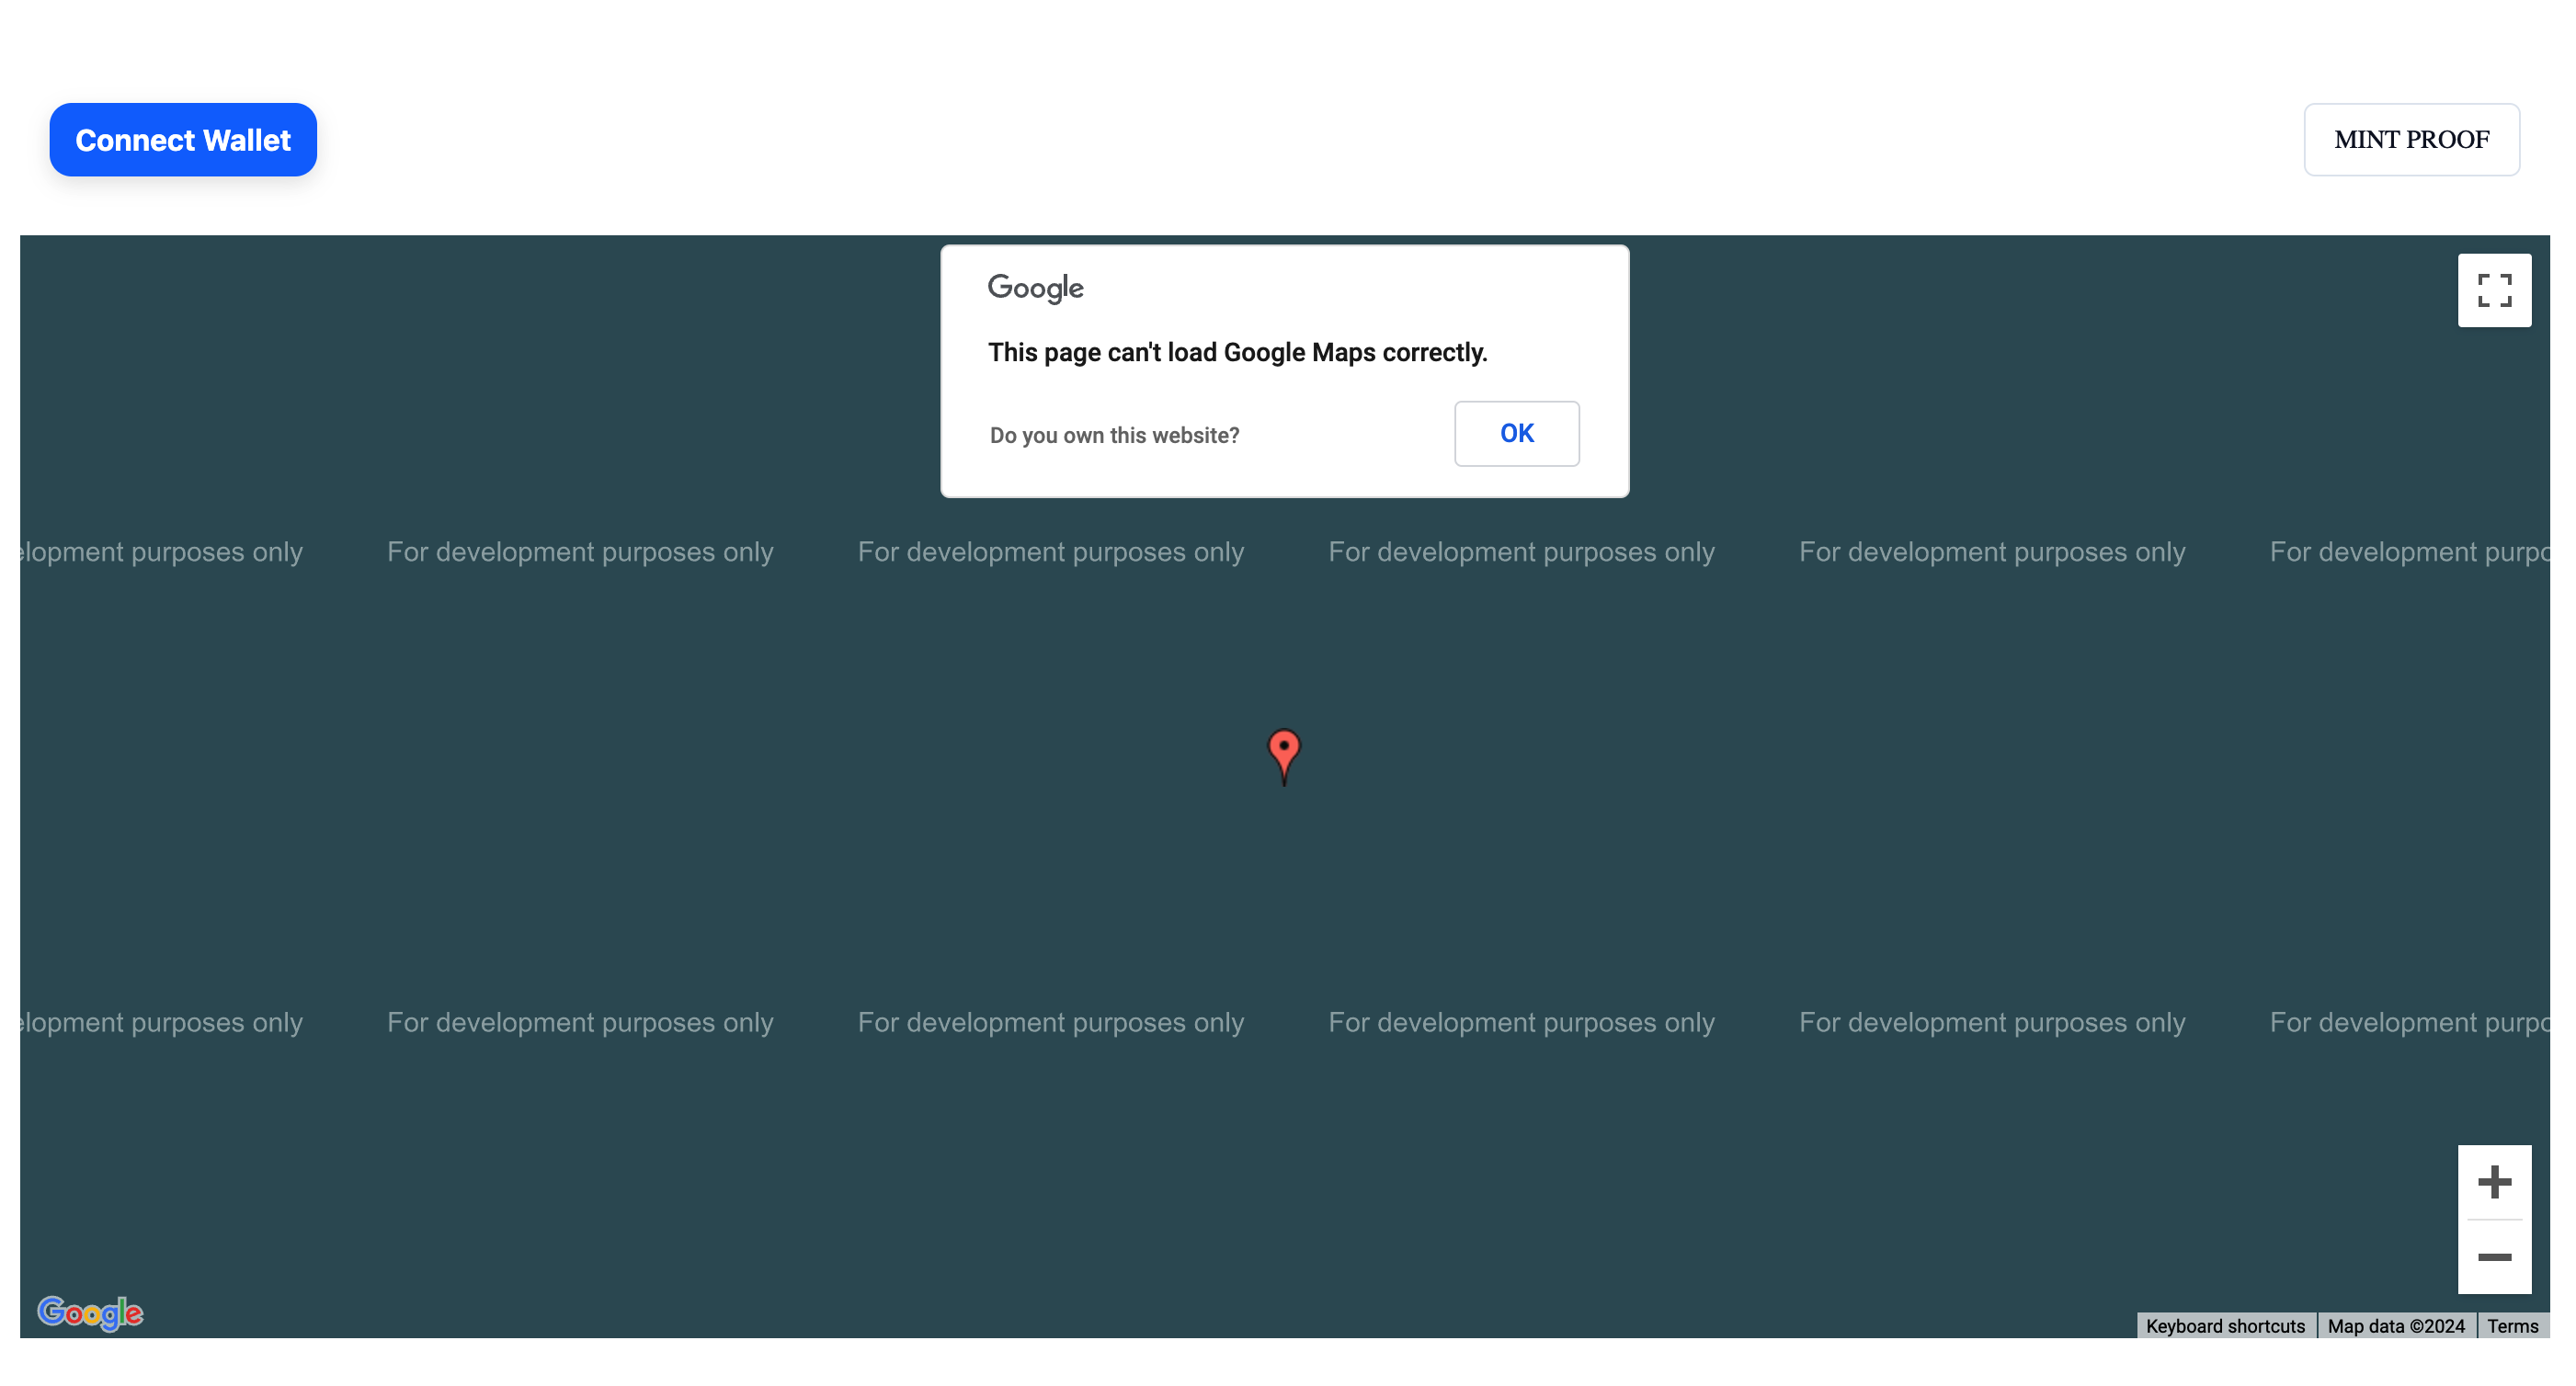 Connect Wallet
MINT PROOF
Google
This page can't load Google Maps correctly.
Do you own this website?
OK
elopment purposes only For development purposes only For development purposes only For development purposes only For development purposes only For development purpo
elopment purposes only For development purposes only For development purposes only For development purposes only For development purposes only For development purpo
Google
Keyboard shortcuts Map data ©2024 Terms